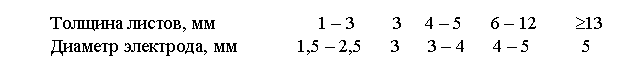 Толщина листов, мм 1 – 3 3 4 – 5 6 – 12 ≥13
Диаметр электрода, мм 1,5 – 2,5 3 3 – 4 4 – 5 5